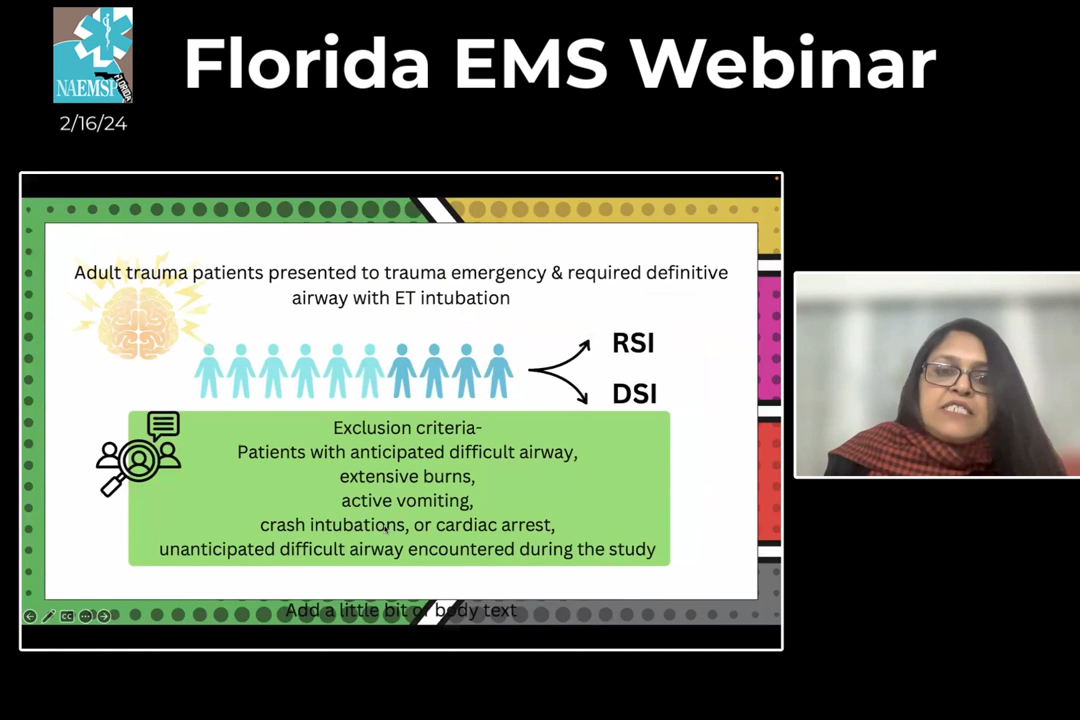 Florida EMS Webinar
NAEMSP
FLORIDA
2/16/24
Adult trauma patients presented to trauma emergency & required definitive
airway with ET intubation
RSI
DSI
Exclusion criteria-
Patients with anticipated difficult airway,
extensive burns,
active vomiting,
crash intubations, or cardiac arrest,
unanticipated difficult airway encountered during the study
Add a little bit of body text
CC